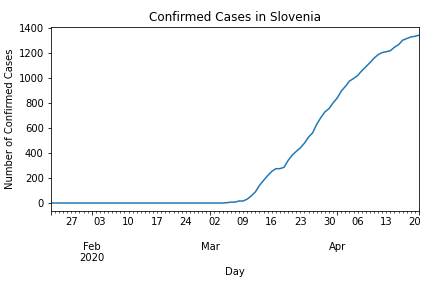 Confirmed Cases in Slovenia
Number of Confirmed Cases
1400
1200
1000
800
600
400
200
0
27 03 10 17 24 02 09 16 23 30 06 13 20
Feb Mar Apr
2020
Day